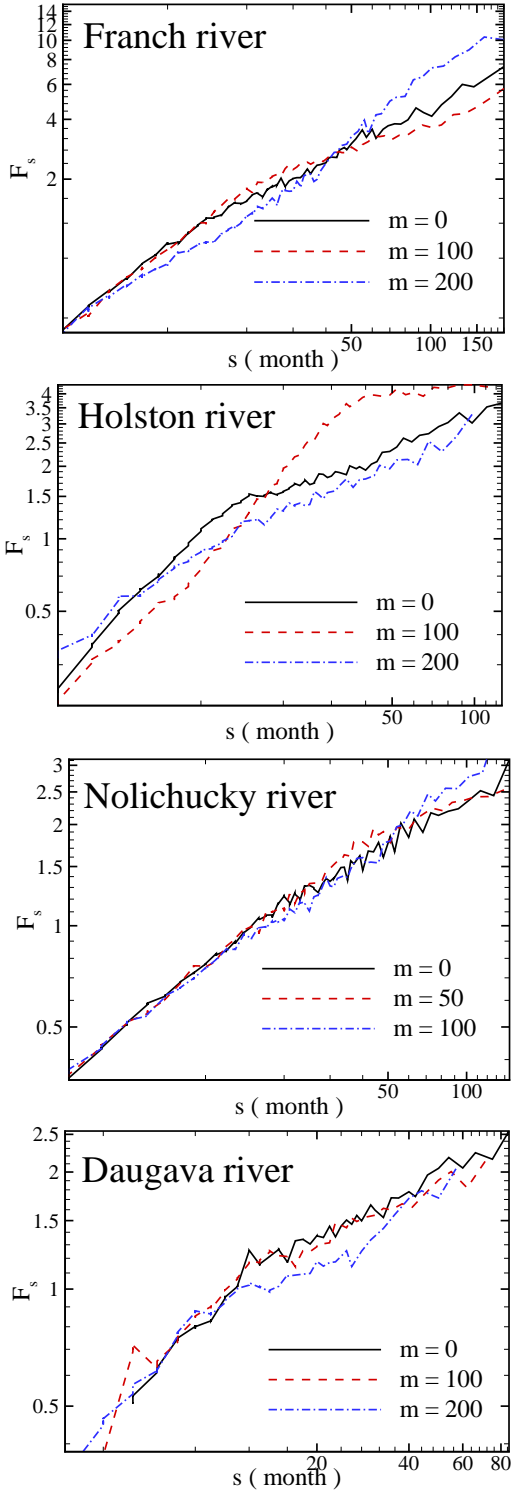 14
12
10
8
Franch river
6
4
F_s
2
m = 0
m = 100
m = 200
50 100 150
s ( month )
4
3.5
Holston river
3
2.5
2
1.5
F_s
1
0.5
m = 0
m = 100
m = 200
50 100
s ( month )
3
2.5
Nolichucky river
2
1.5
F_s
1
0.5
m = 0
m = 50
m = 100
50 100
s ( month )
2.5
Daugava river
2
1.5
F_s
1
0.5
m = 0
m = 100
m = 200
20 40 60 80
s ( month )